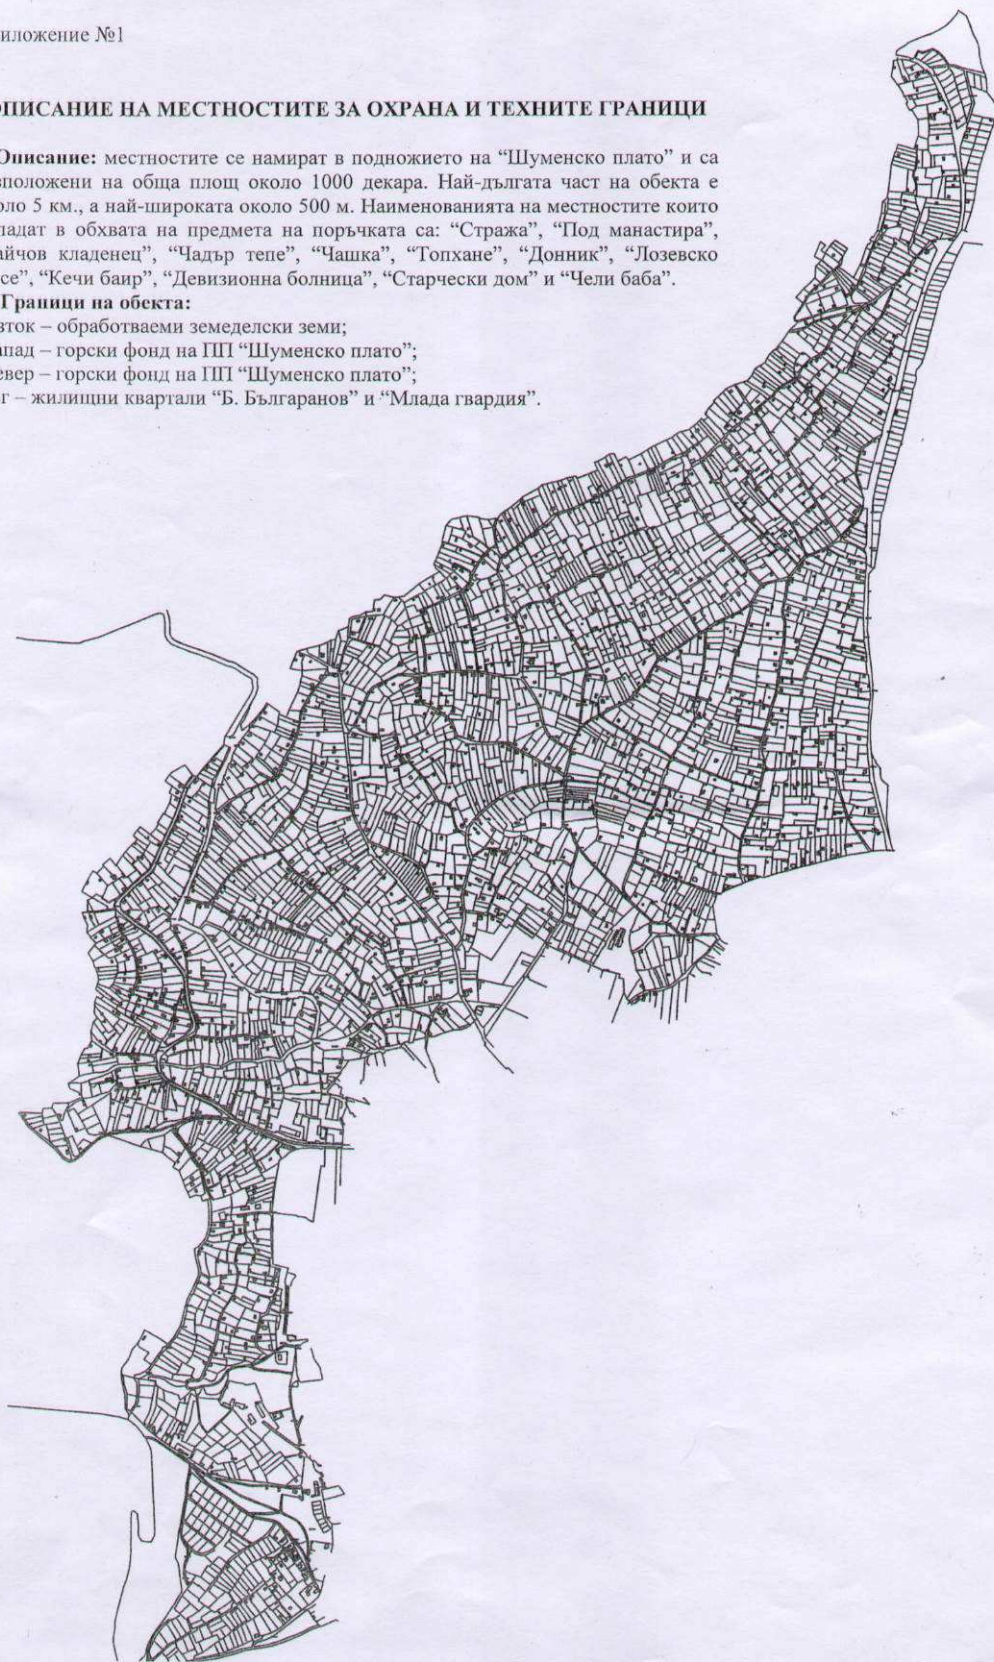 иложение №1
ОПИСАНИЕ НА МЕСТНОСТИТЕ ЗА ОХРАНА И ТЕХНИТЕ ГРАНИЦИ
Описание: местностите се намират в подножието на “Шуменско плато” и са
зположени на обща площ около 1000 декара. Най-дългата част на обекта е
оло 5 км., а най-широката около 500 м. Наименованията на местностите които
падат в обхвата на предмета на поръчката са: “Стража”, “Под манастира”,
айчов кладенец”, “Чадър тепе”, “Чашка”, “Топхане”, “Донник”, “Лозевско
се”, “Кечи баир”, “Девизионна болница”, “Старчески дом” и “Чели баба”.
Граници на обекта:
зток – обработваеми земеделски земи;
апад – горски фонд на ПП “Шуменско плато”;
евер – горски фонд на ПП “Шуменско плато”;
г – жилищни квартали “Б. Българанов” и “Млада гвардия”.